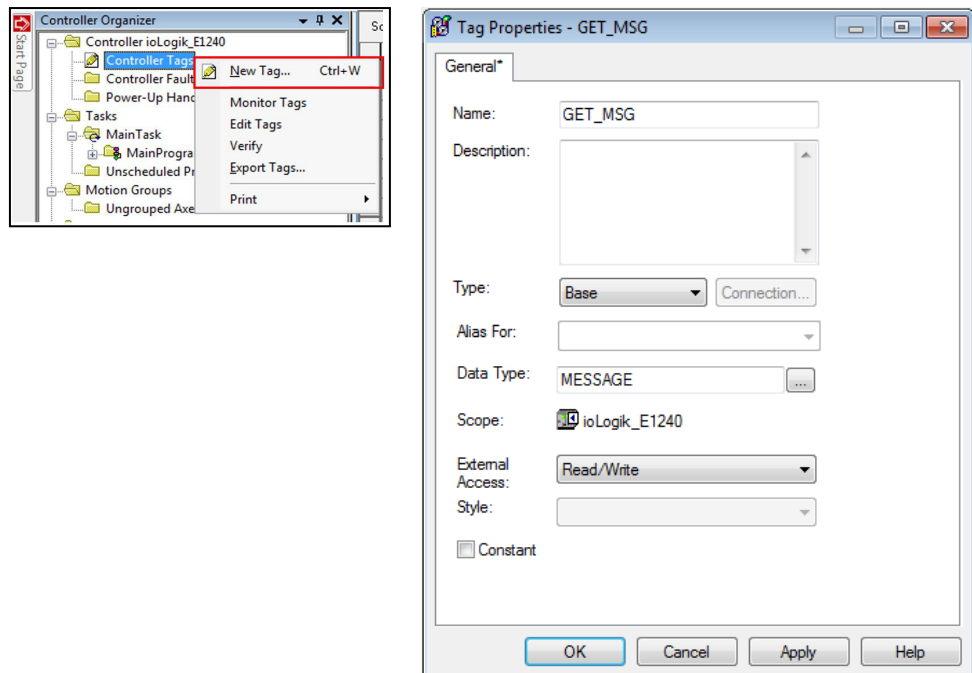 Controller Organizer
Sc
Start Page
Controller ioLogik_E1240
Controller Tags
New Tag... Ctrl+W
Controller Fault
Power-Up Hand
Monitor Tags
Tasks
Edit Tags
MainTask
Verify
MainProgra
Export Tags...
Unscheduled Pr
Motion Groups
Print
Ungrouped Axe
Tag Properties - GET_MSG
General*
Name: GET_MSG
Description:
Type: Base Connection...
Alias For:
Data Type: MESSAGE ...
Scope: ioLogik_E1240
External
Access: Read/Write
Style:
Constant
OK Cancel Apply Help